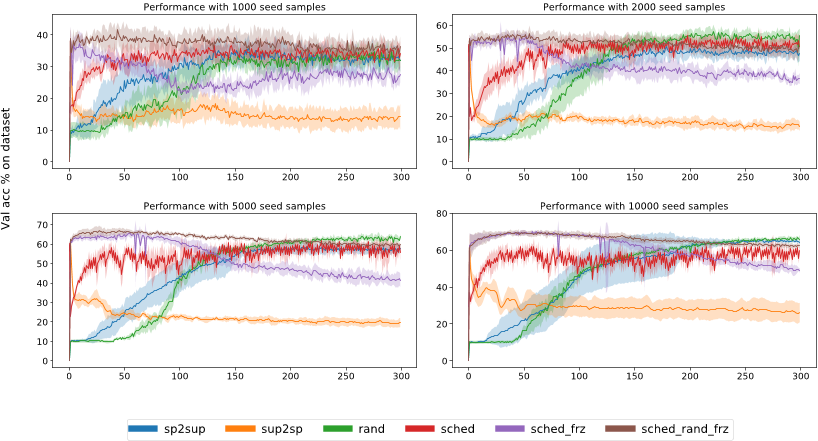 Performance with 1000 seed samples
Performance with 2000 seed samples
40
30
20
10
0
0 50 100 150 200 250 300
60
50
40
30
20
10
0
0 50 100 150 200 250 300
Val acc % on dataset
Performance with 5000 seed samples
Performance with 10000 seed samples
70
60
50
40
30
20
10
0
0 50 100 150 200 250 300
80
60
40
20
0
0 50 100 150 200 250 300
sp2sup sup2sp rand sched sched_frz sched_rand_frz